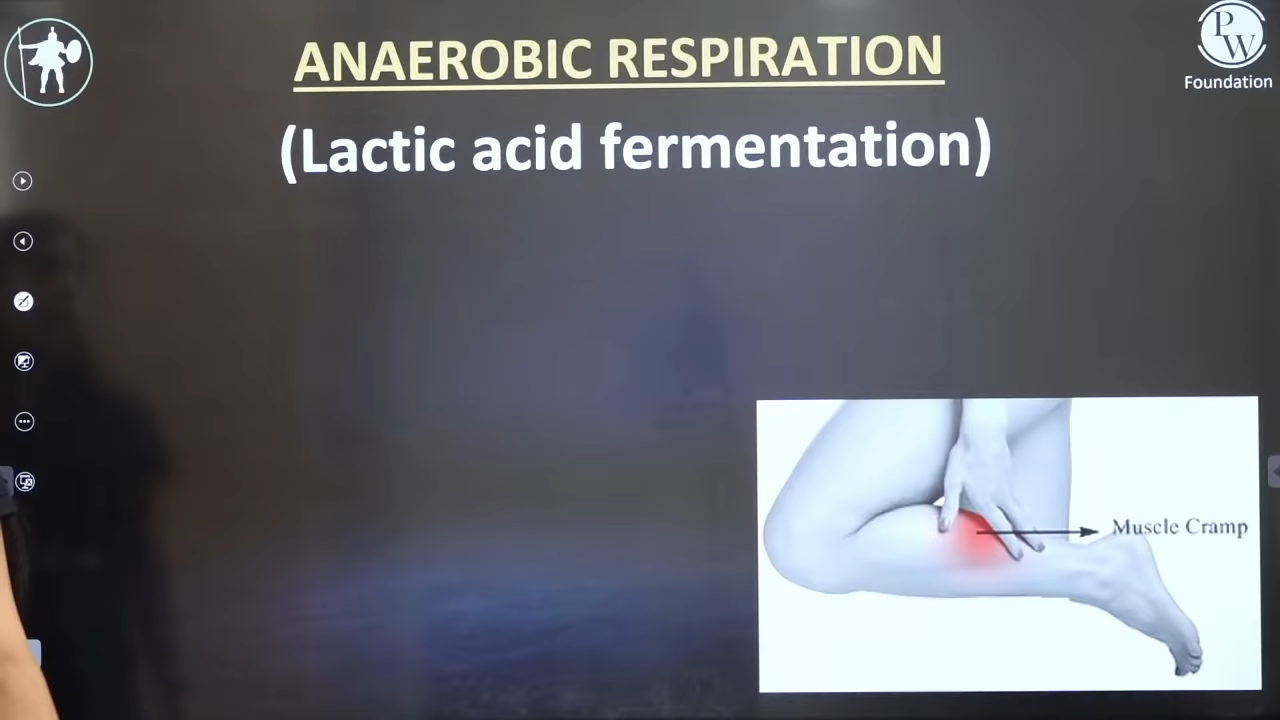 ANAEROBIC RESPIRATION
(Lactic acid fermentation)
PW
Foundation
Muscle Cramp